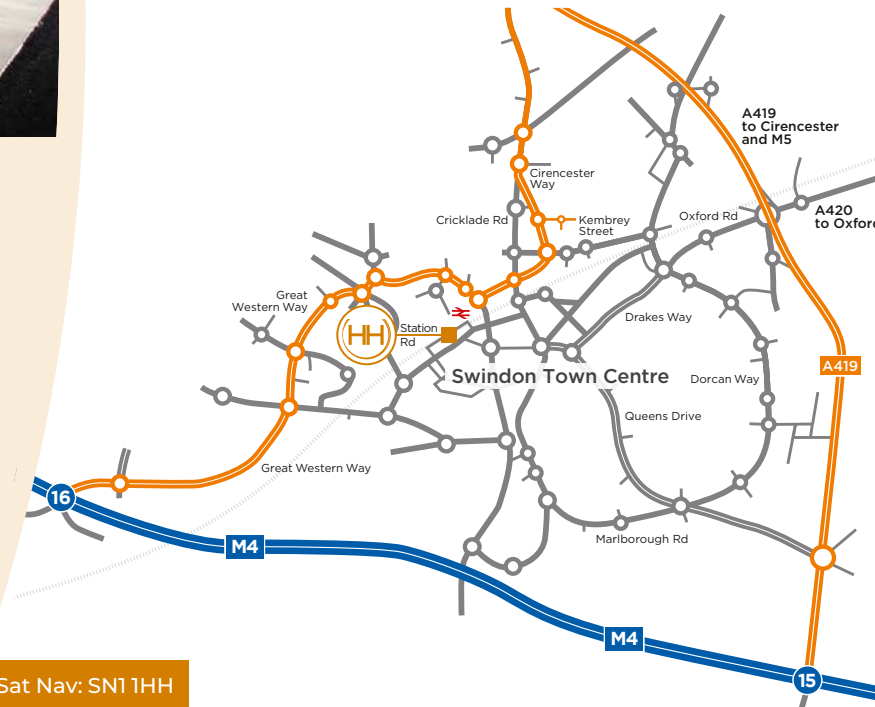 A419
to Cirencester
and M5
Cirencester
Way
Cricklade Rd
Kembrey
Street
Oxford Rd
A420
to Oxford
Great
Western Way
HH
Station
Rd
Drakes Way
A419
Swindon Town Centre
Dorcan Way
Queens Drive
Great Western Way
16
M4
Marlborough Rd
M4
15
Sat Nav: SN1 1HH